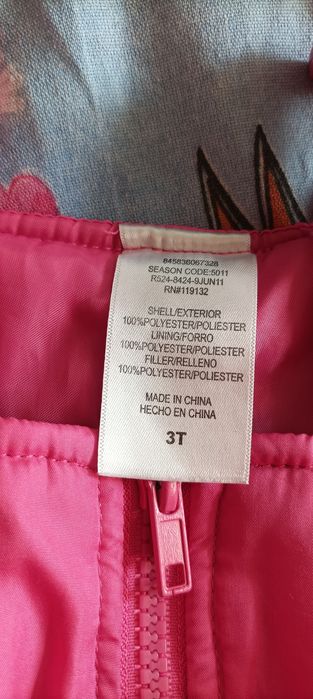 845836067328
SEASON CODE:5011
R524-8424-9JUN11
RN#119132
SHELL/EXTERIOR
100%POLYESTER/POLIESTER
LINING/FORRO
100%POLYESTER/POLIESTER
FILLER/RELLENO
100%POLYESTER/POLIESTER
MADE IN CHINA
HECHO EN CHINA
3T